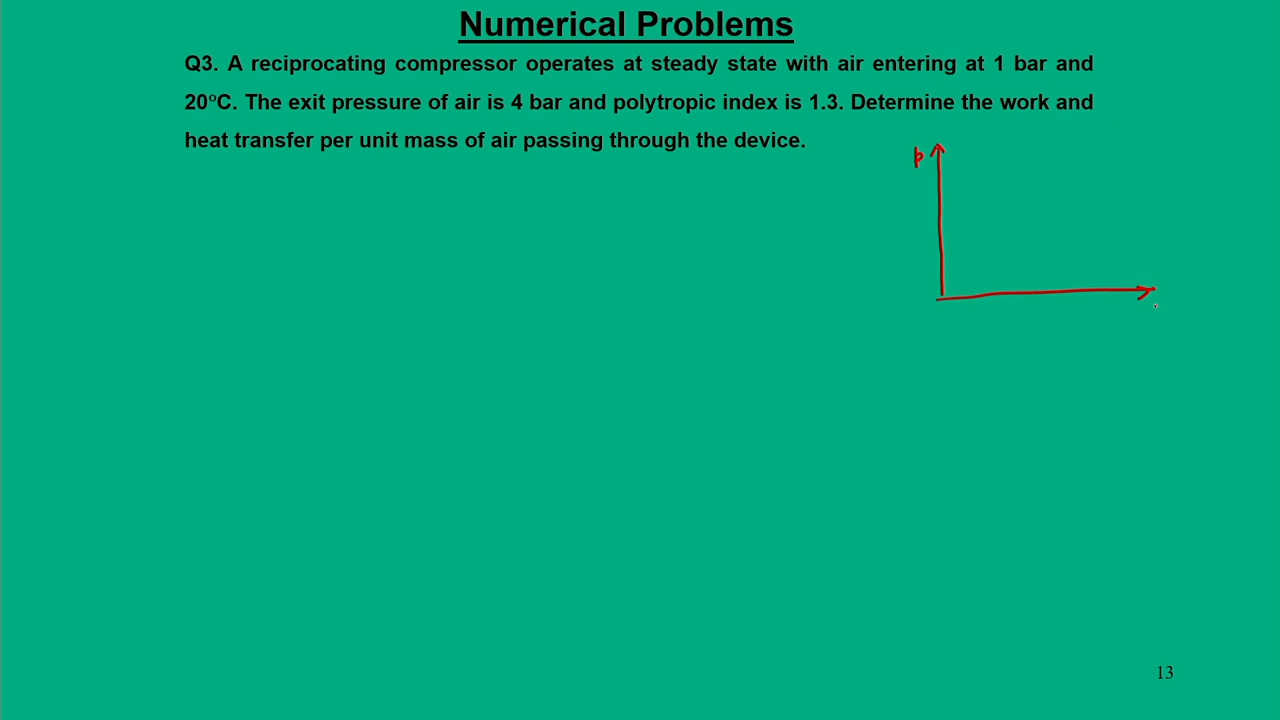 Numerical Problems
Q3. A reciprocating compressor operates at steady state with air entering at 1 bar and
20°C. The exit pressure of air is 4 bar and polytropic index is 1.3. Determine the work and
heat transfer per unit mass of air passing through the device.
p
13